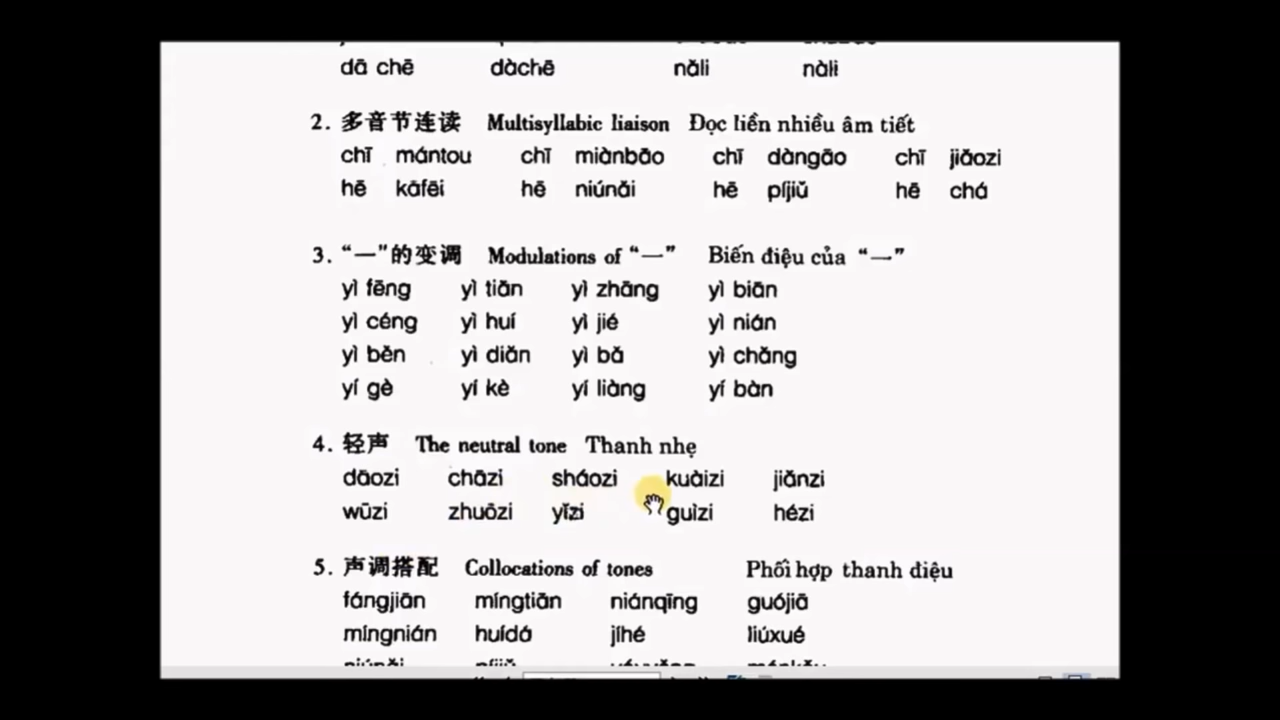 dā chē dàchē nǎli nàli
2. 多音节连读 Multisyllabic liaison Đọc liền nhiều âm tiết
chī mántou chī miànbāo chī dàngāo chī jiǎozi
hē kāfēi hē niúnǎi hē píjiǔ hē chá
3. “一”的变调 Modulations of “一” Biến điệu của “一”
yì fēng yì tiān yì zhāng yì biān
yì céng yì huí yì jié yì nián
yì běn yì diǎn yì bǎ yì chǎng
yí gè yí kè yí liàng yí bàn
4. 轻声 The neutral tone Thanh nhẹ
dāozi chāzi sháozi kuàizi jiǎnzi
wūzi zhuōzi yǐzi guìzi hézi
5. 声调搭配 Collocations of tones Phối hợp thanh điệu
fángjiān míngtiān niánqīng guójiā
míngnián huídá jíhé liúxué